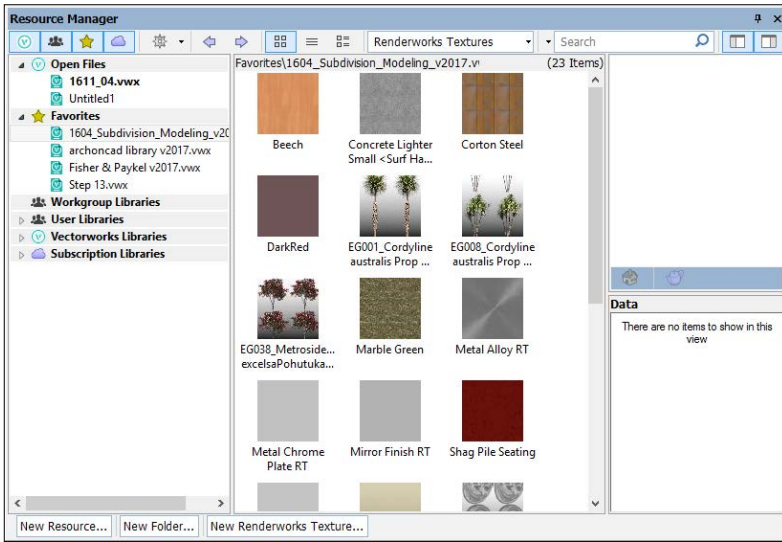 Resource Manager
Renderworks Textures
Search
Open Files
1611_04.vwx
Untitled1
Favorites
1604_Subdivision_Modeling_v20
archoncad library v2017.vwx
Fisher & Paykel v2017.vwx
Step 13.vwx
Workgroup Libraries
User Libraries
Vectorworks Libraries
Subscription Libraries
Favorites\1604_Subdivision_Modeling_v2017.v
(23 Items)
Beech
Concrete Lighter
Small <Surf Ha...
Corton Steel
DarkRed
EG001_Cordyline
australis Prop ...
EG008_Cordyline
australis Prop ...
EG038_Metroside...
excelsaPohutuka...
Marble Green
Metal Alloy RT
Metal Chrome
Plate RT
Mirror Finish RT
Shag Pile Seating
Data
There are no items to show in this
view
New Resource...
New Folder...
New Renderworks Texture...